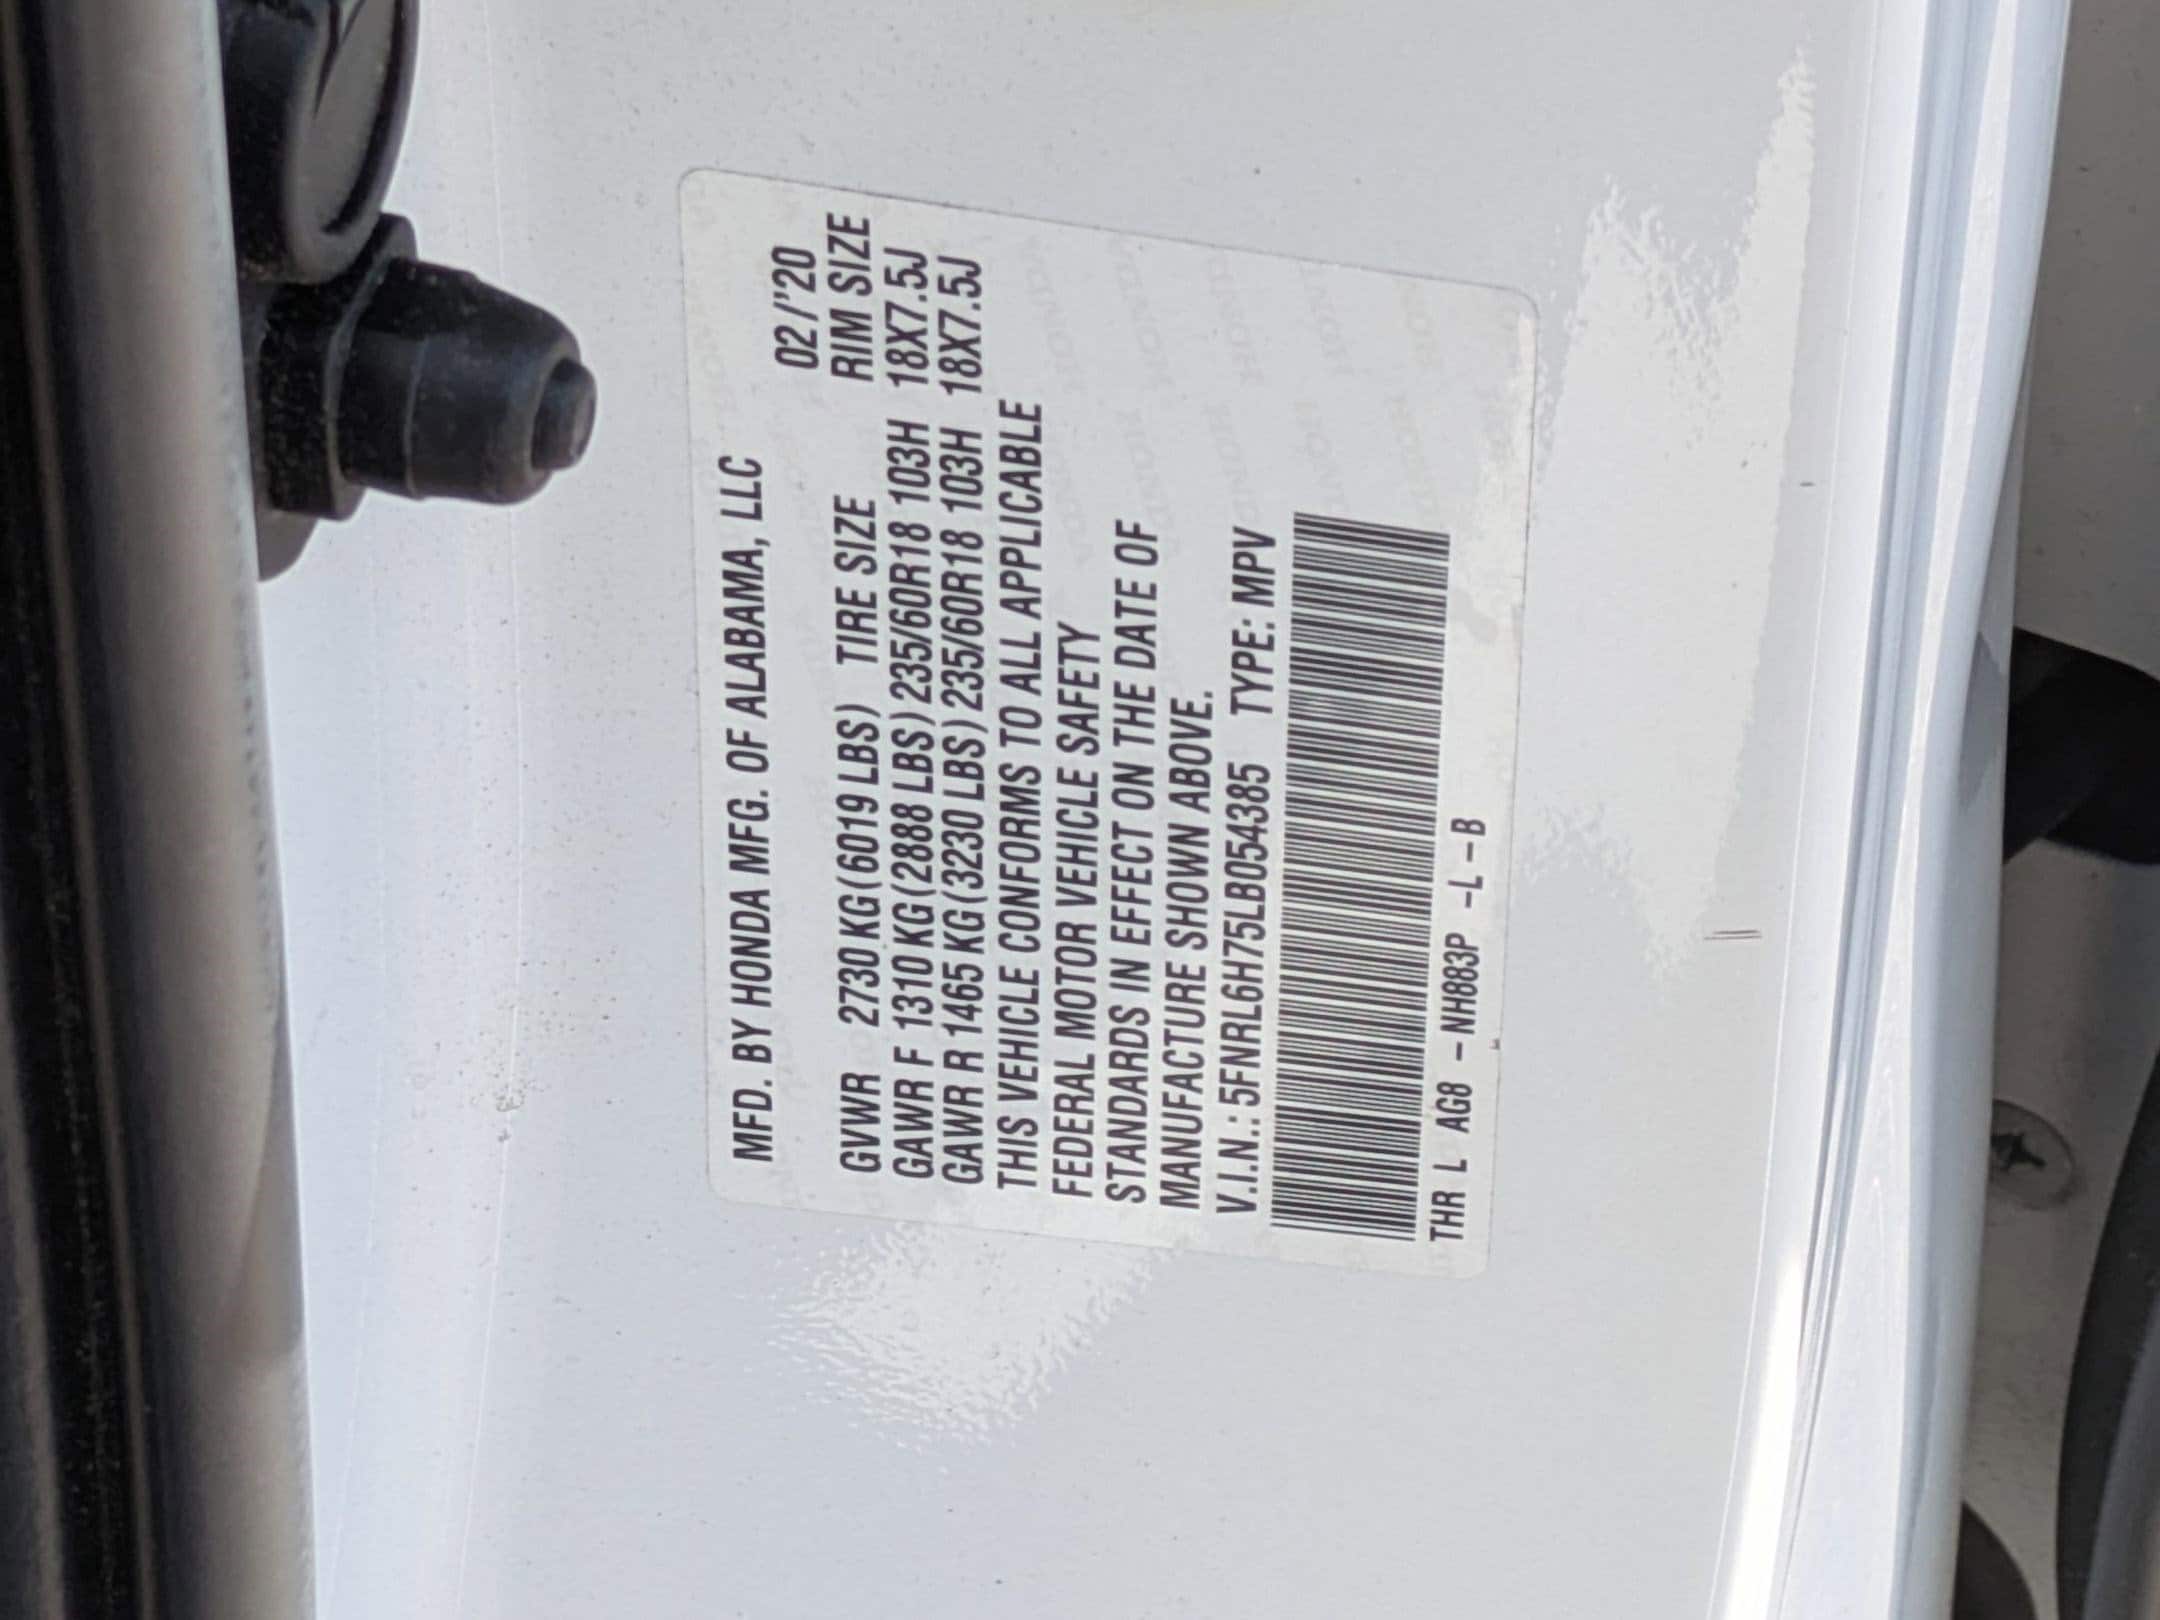 MFD. BY HONDA MFG. OF ALABAMA, LLC
02/'20
GVWR 2730 KG (6019 LBS) TIRE SIZE RIM SIZE
GAWR F 1310 KG (2888 LBS) 235/60R18 103H 18X7.5J
GAWR R 1465 KG (3230 LBS) 235/60R18 103H 18X7.5J
THIS VEHICLE CONFORMS TO ALL APPLICABLE
FEDERAL MOTOR VEHICLE SAFETY
STANDARDS IN EFFECT ON THE DATE OF
MANUFACTURE SHOWN ABOVE.
V.I.N.: 5FNRL6H75LB054385 TYPE: MPV
THR L AG8 -NH883P -L-B